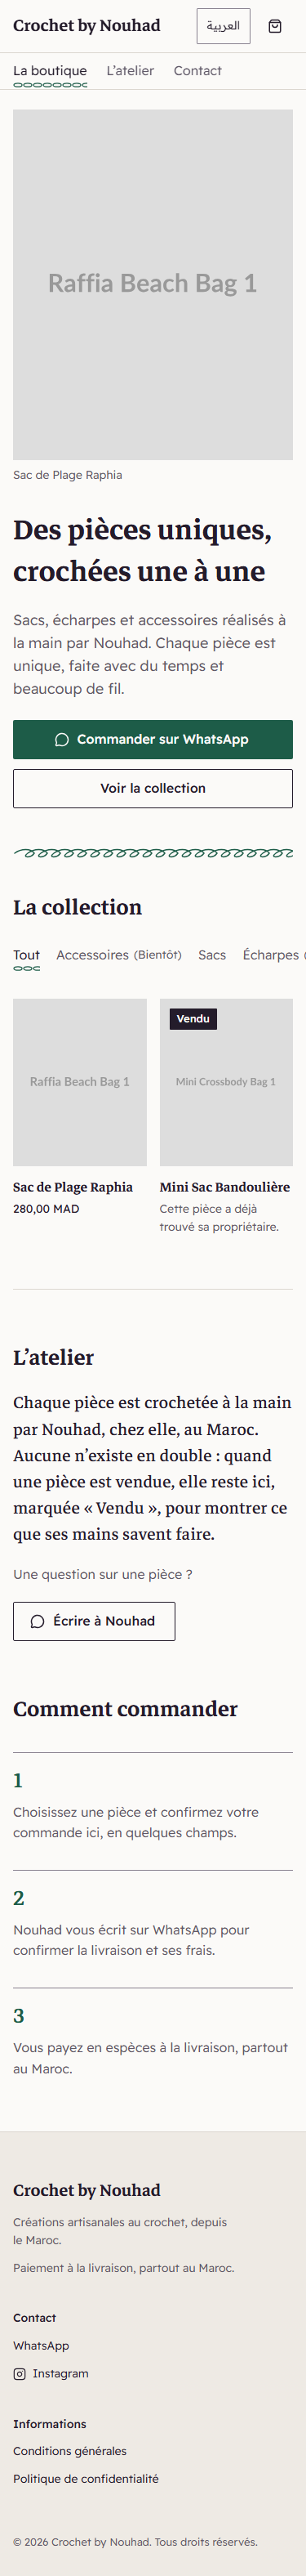 Crochet by Nouhad
العربية
La boutique
L’atelier
Contact
Raffia Beach Bag 1
Sac de Plage Raphia
Des pièces uniques,
crochées une à une
Sacs, écharpes et accessoires réalisés à
la main par Nouhad. Chaque pièce est
unique, faite avec du temps et
beaucoup de fil.
Commander sur WhatsApp
Voir la collection
La collection
Tout
Accessoires (Bientôt)
Sacs
Écharpes
Raffia Beach Bag 1
Vendu
Mini Crossbody Bag 1
Sac de Plage Raphia
280,00 MAD
Mini Sac Bandoulière
Cette pièce a déjà
trouvé sa propriétaire.
L’atelier
Chaque pièce est crochetée à la main
par Nouhad, chez elle, au Maroc.
Aucune n’existe en double : quand
une pièce est vendue, elle reste ici,
marquée « Vendu », pour montrer ce
que ses mains savent faire.
Une question sur une pièce ?
Écrire à Nouhad
Comment commander
1
Choisissez une pièce et confirmez votre
commande ici, en quelques champs.
2
Nouhad vous écrit sur WhatsApp pour
confirmer la livraison et ses frais.
3
Vous payez en espèces à la livraison, partout
au Maroc.
Crochet by Nouhad
Créations artisanales au crochet, depuis
le Maroc.
Paiement à la livraison, partout au Maroc.
Contact
WhatsApp
Instagram
Informations
Conditions générales
Politique de confidentialité
© 2026 Crochet by Nouhad. Tous droits réservés.